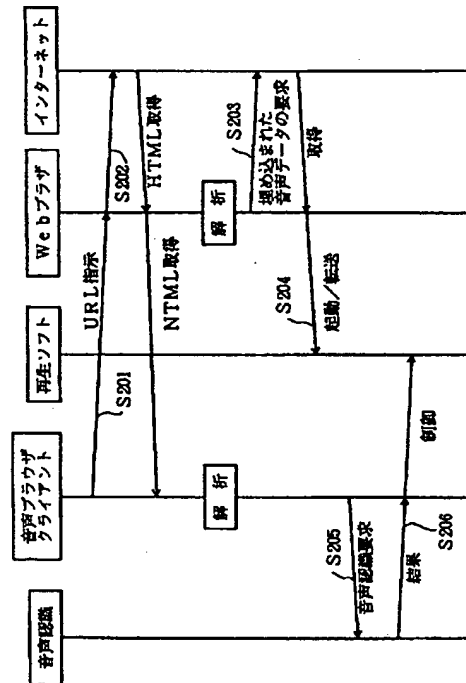 音声認識
音声ブラウザ
クライアント
再生ソフト
Webブラザ
インターネット
S201
URL指示
S202
HTML取得
NTML取得
解析
解析
S203
埋め込まれた
音声データの要求
取得
S204
起動/転送
S205
音声認識要求
結果
S206
制御